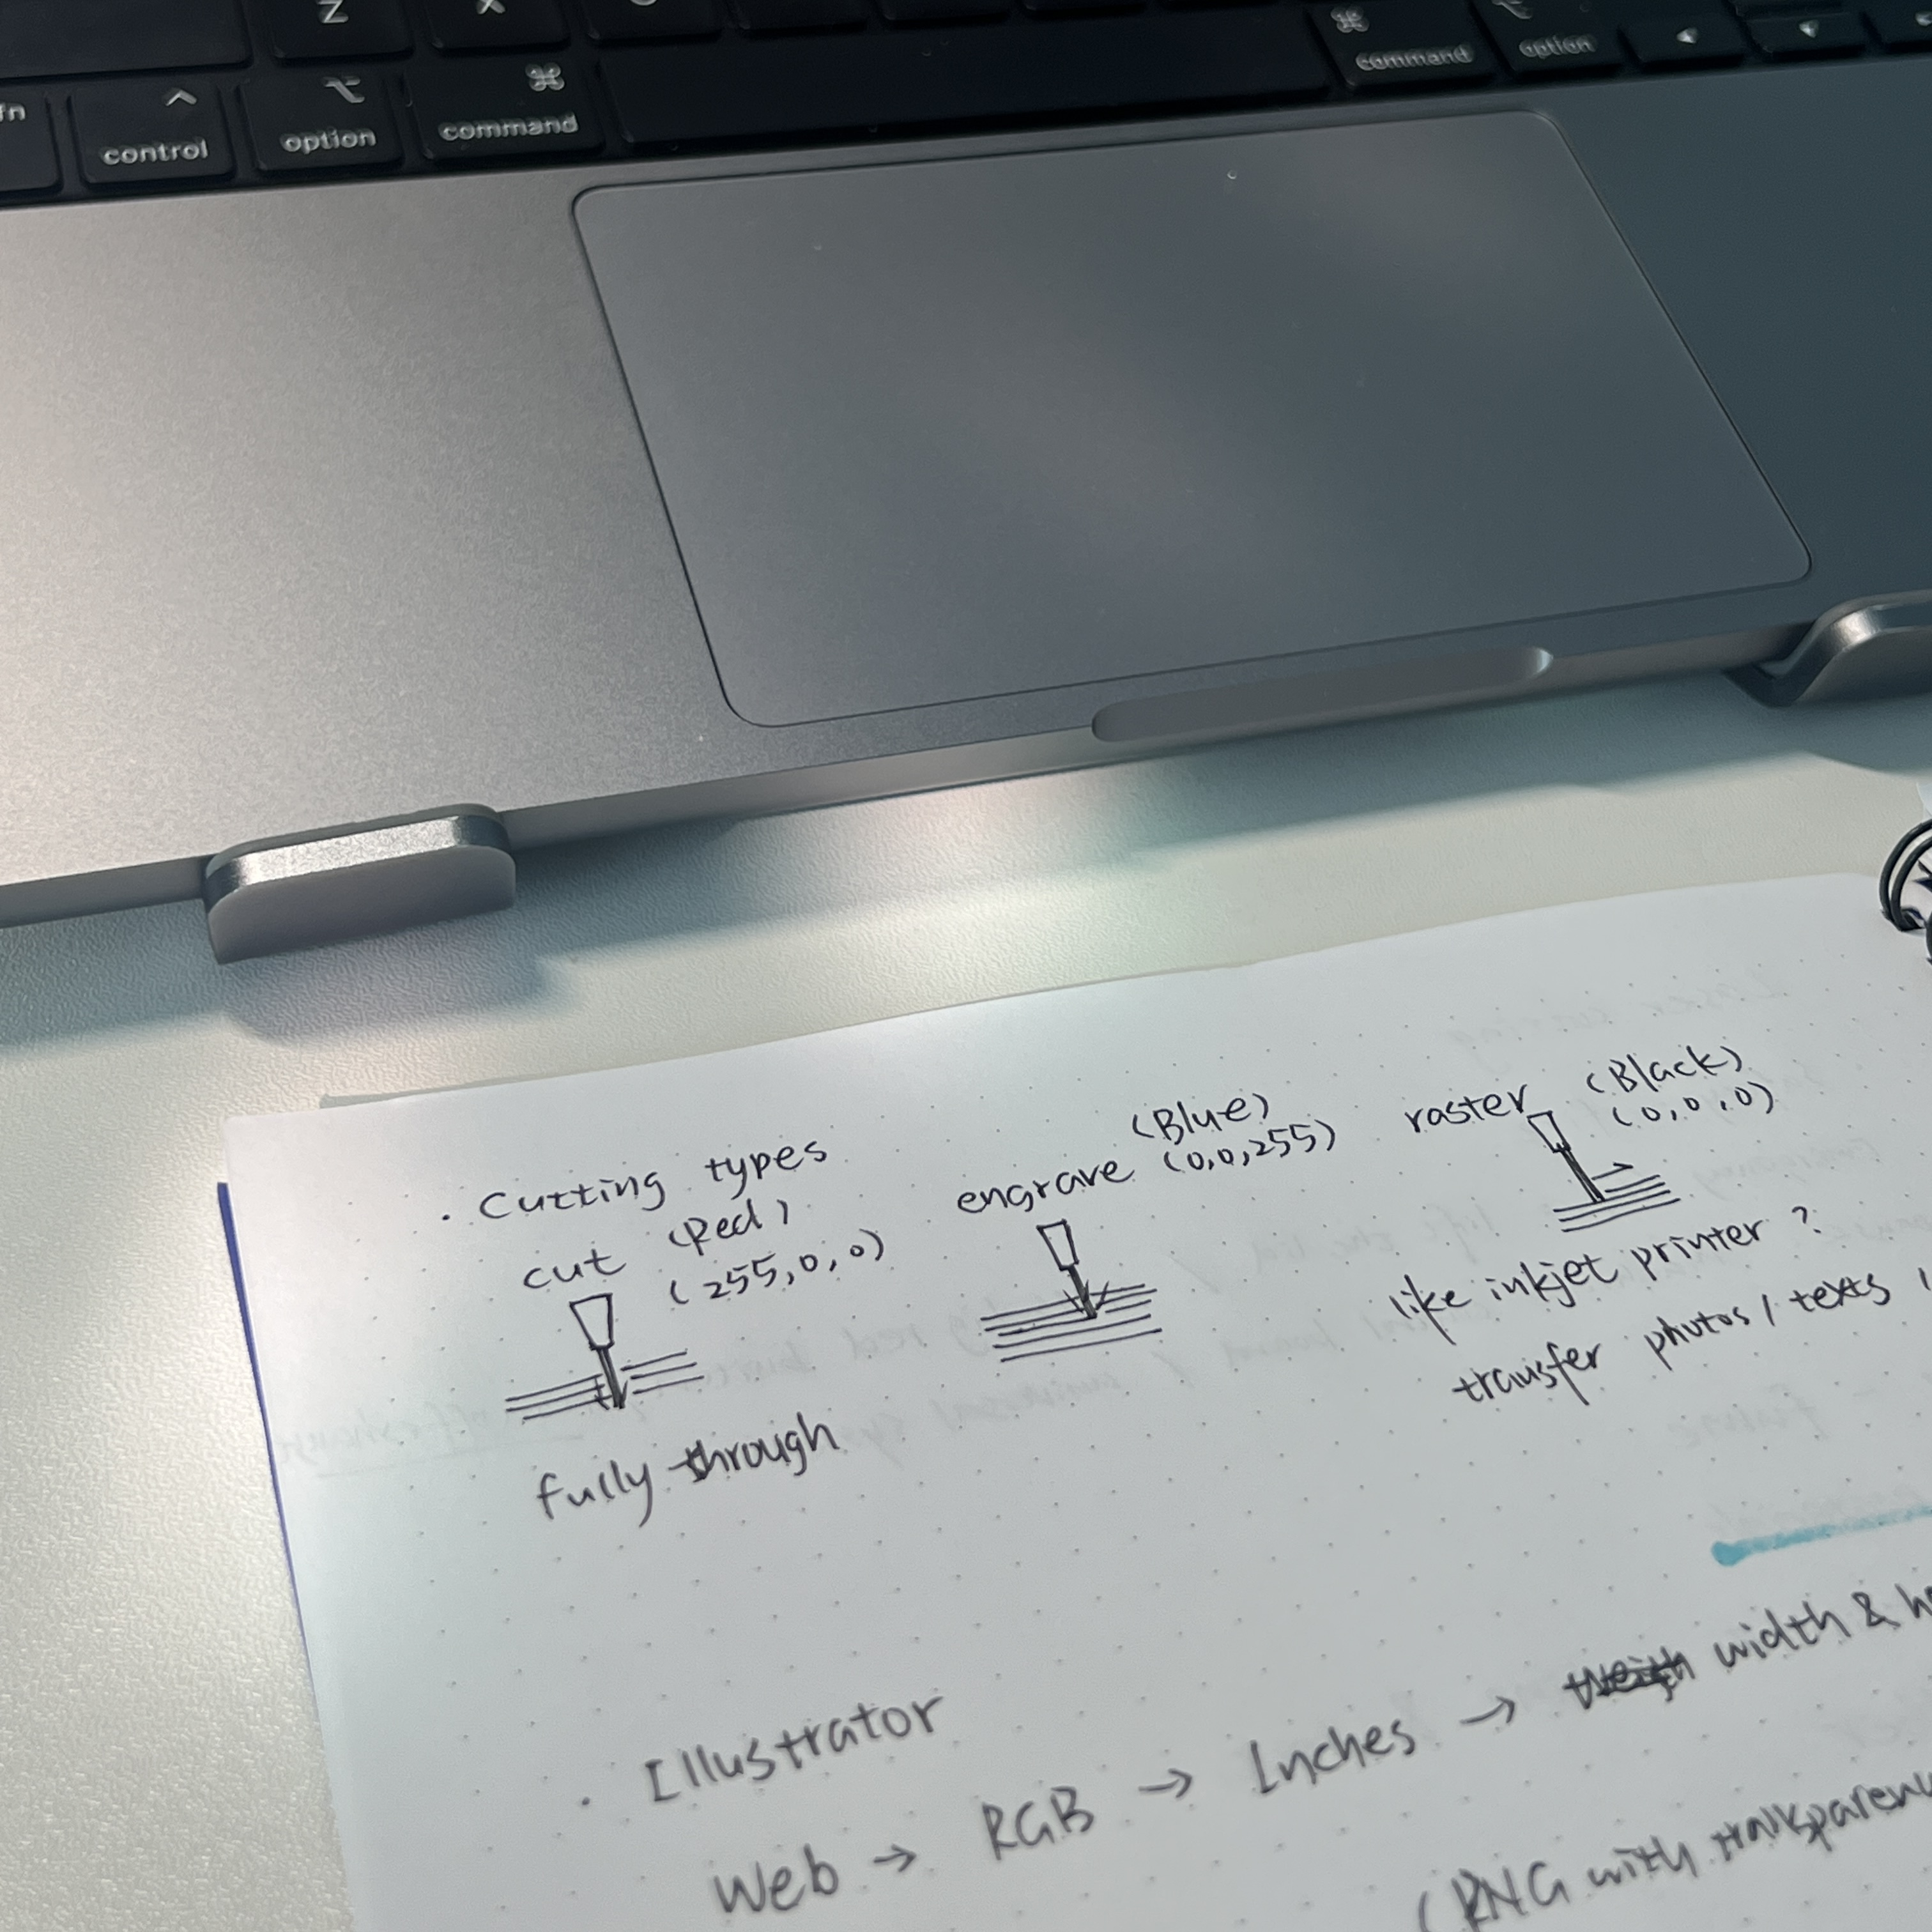 Z X
⌘ command
⌥ option
fn
^ control
⌥ option
⌘ command
. Cutting types
cut (Red)
(255,0,0)
fully through
engrave (Blue)
(0,0,255)
raster (Black)
(0,0,0)
like inkjet printer?
transfer photos / texts
. Illustrator
Web → RGB → Inches → width &
(PNG with